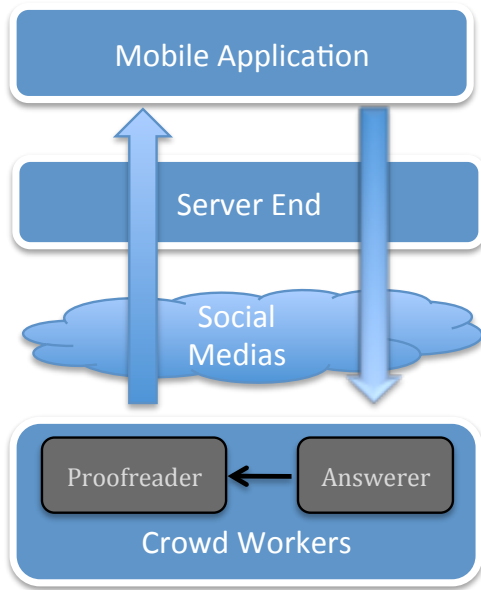 Mobile Application
Server End
Social
Medias
Proofreader
Answerer
Crowd Workers